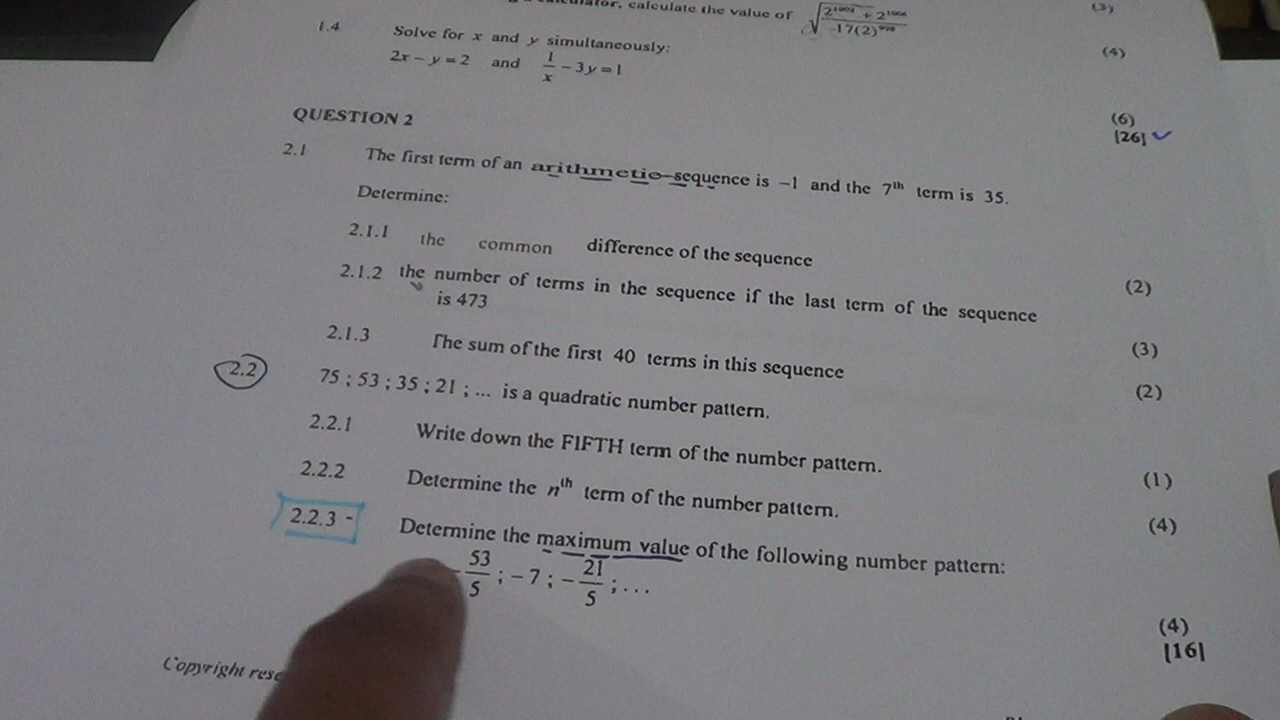 calculator, calculate the value of √(2^1002 + 2^1006)/(17(2)^998) (3)
1.4 Solve for x and y simultaneously: (4)
2x – y = 2 and 1/x – 3y = 1
(6)
QUESTION 2 [26]
2.1 The first term of an arithmetic sequence is –1 and the 7th term is 35.
Determine:
2.1.1 the common difference of the sequence (2)
2.1.2 the number of terms in the sequence if the last term of the sequence
is 473 (3)
2.1.3 The sum of the first 40 terms in this sequence (2)
2.2 75 ; 53 ; 35 ; 21 ; ... is a quadratic number pattern.
2.2.1 Write down the FIFTH term of the number pattern. (1)
2.2.2 Determine the nth term of the number pattern. (4)
2.2.3 - Determine the maximum value of the following number pattern:
– 53/5 ; – 7 ; – 21/5 ; ...
(4)
[16]
Copyright